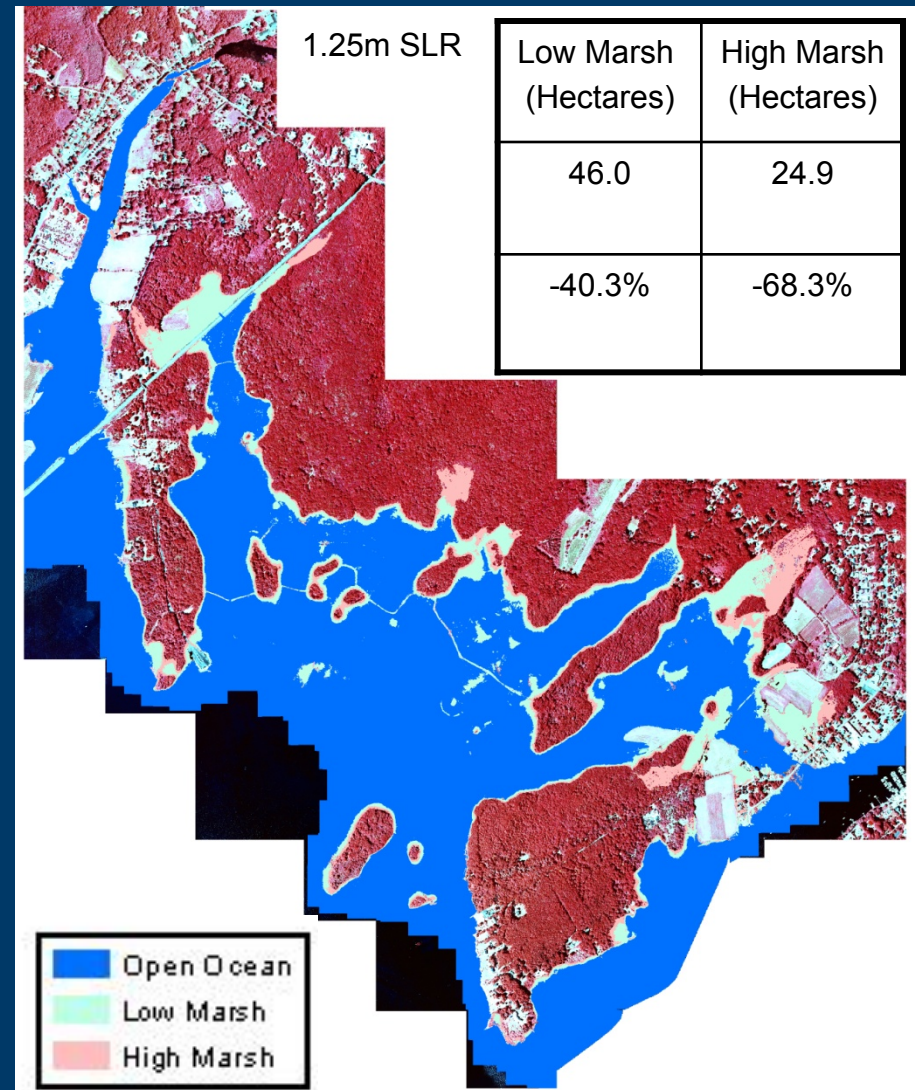 1.25m SLR
Low Marsh
(Hectares)
High Marsh
(Hectares)
46.0
24.9
-40.3%
-68.3%
Open Ocean
Low Marsh
High Marsh